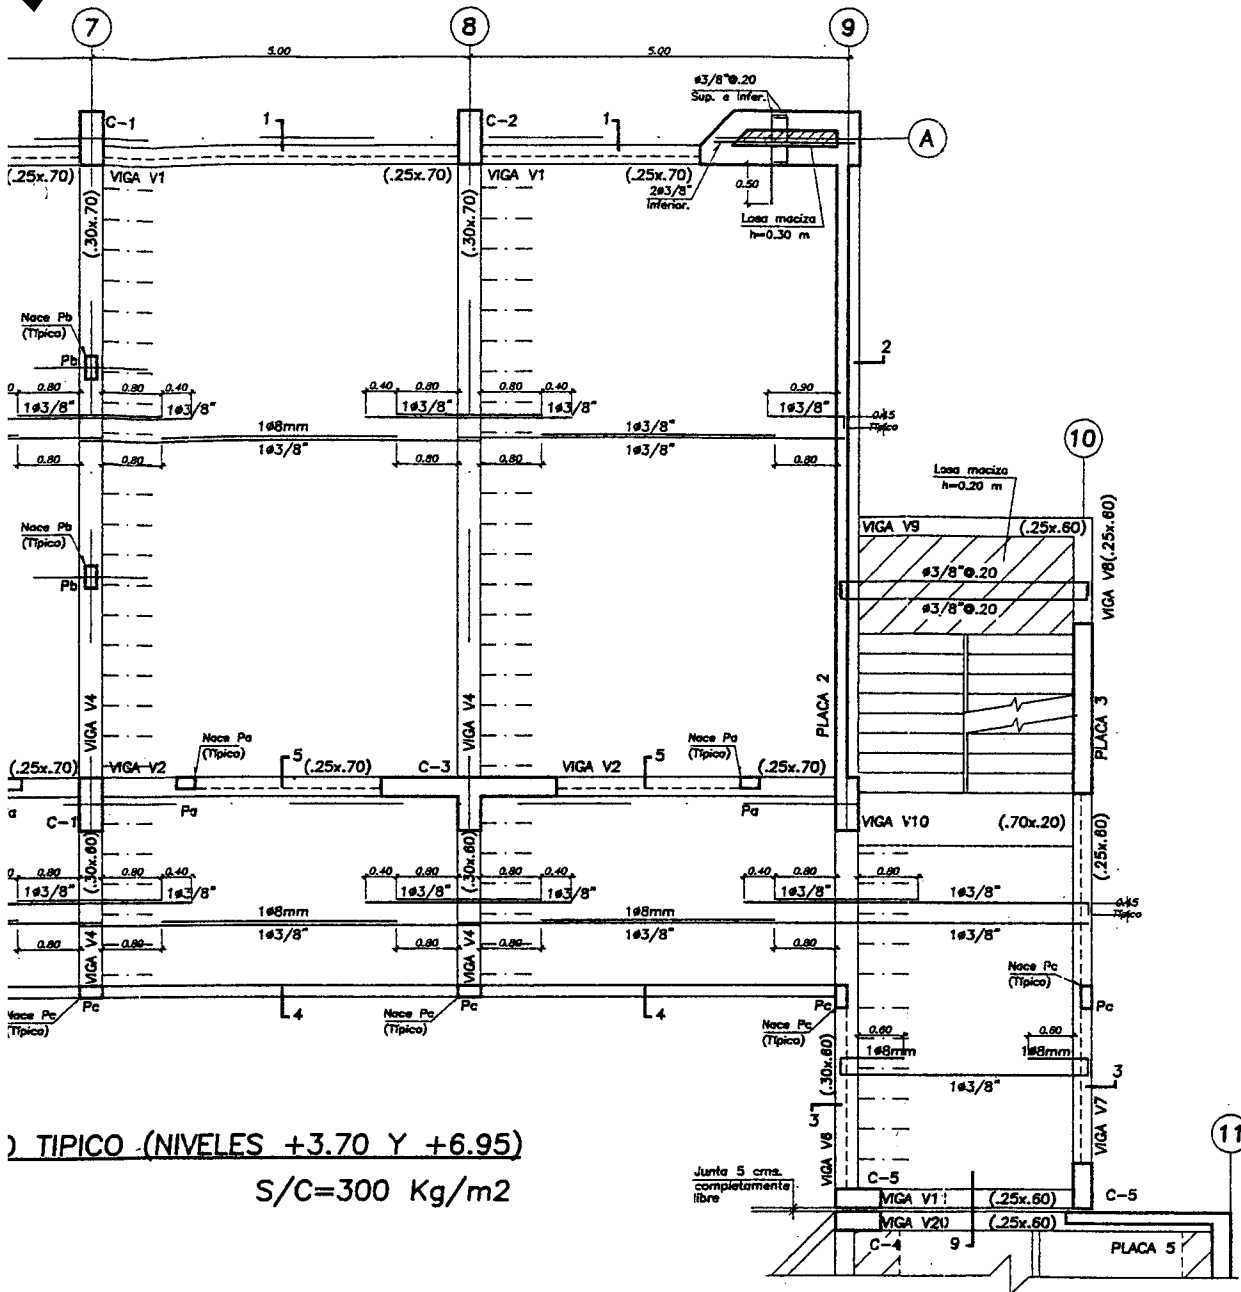 7
8
9
5.00
5.00
ø3/8"@.20
Sup. e Infer.
C-1
1
C-2
1
A
(.25x.70)
VIGA V1
(.25x.70)
VIGA V1
(.25x.70)
2ø3/8"
Inferior.
0.50
Losa maciza
h=0.30 m
(.30x.70)
(.30x.70)
Nace Pb
(Típico)
Pb
2
0.80
0.80
0.40
0.40
0.80
0.80
0.40
0.90
1ø3/8"
1ø3/8"
1ø3/8"
1ø3/8"
1ø3/8"
1ø8mm
1ø3/8"
0.15
Típico
1ø3/8"
1ø3/8"
0.80
0.80
0.80
0.80
0.80
10
Losa maciza
h=0.20 m
Nace Pb
(Típico)
Pb
VIGA V9
(.25x.60)
VIGA V8(.25x.60)
ø3/8"@.20
ø3/8"@.20
PLACA 2
PLACA 3
VIGA V4
VIGA V4
Nace Pa
(Típico)
Nace Pa
(Típico)
(.25x.70)
VIGA V2
5
(.25x.70)
C-3
VIGA V2
5
(.25x.70)
Pa
Pa
C-1
VIGA V10
(.70x.20)
(.25x.60)
(.30x.60)
(.30x.60)
0.80
0.80
0.40
0.40
0.80
0.80
0.40
0.40
0.80
0.80
1ø3/8"
1ø3/8"
1ø3/8"
1ø3/8"
1ø3/8"
1ø3/8"
0.15
Típico
1ø8mm
1ø8mm
1ø3/8"
1ø3/8"
1ø3/8"
0.80
0.80
0.80
0.80
0.80
VIGA V4
VIGA V4
Nace Pc
(Típico)
Pc
Nace Pc
(Típico)
Pc
4
Nace Pc
(Típico)
Pc
4
Nace Pc
(Típico)
Pc
0.60
0.60
1ø8mm
1ø8mm
1ø3/8"
(.30x.60)
3
3
VIGA V6
VIGA V7
TIPICO (NIVELES +3.70 Y +6.95)
S/C=300 Kg/m2
11
Junta 5 cms.
completamente
libre
C-5
VIGA V11
(.25x.60)
C-5
VIGA V20
(.25x.60)
C-4
9
PLACA 5